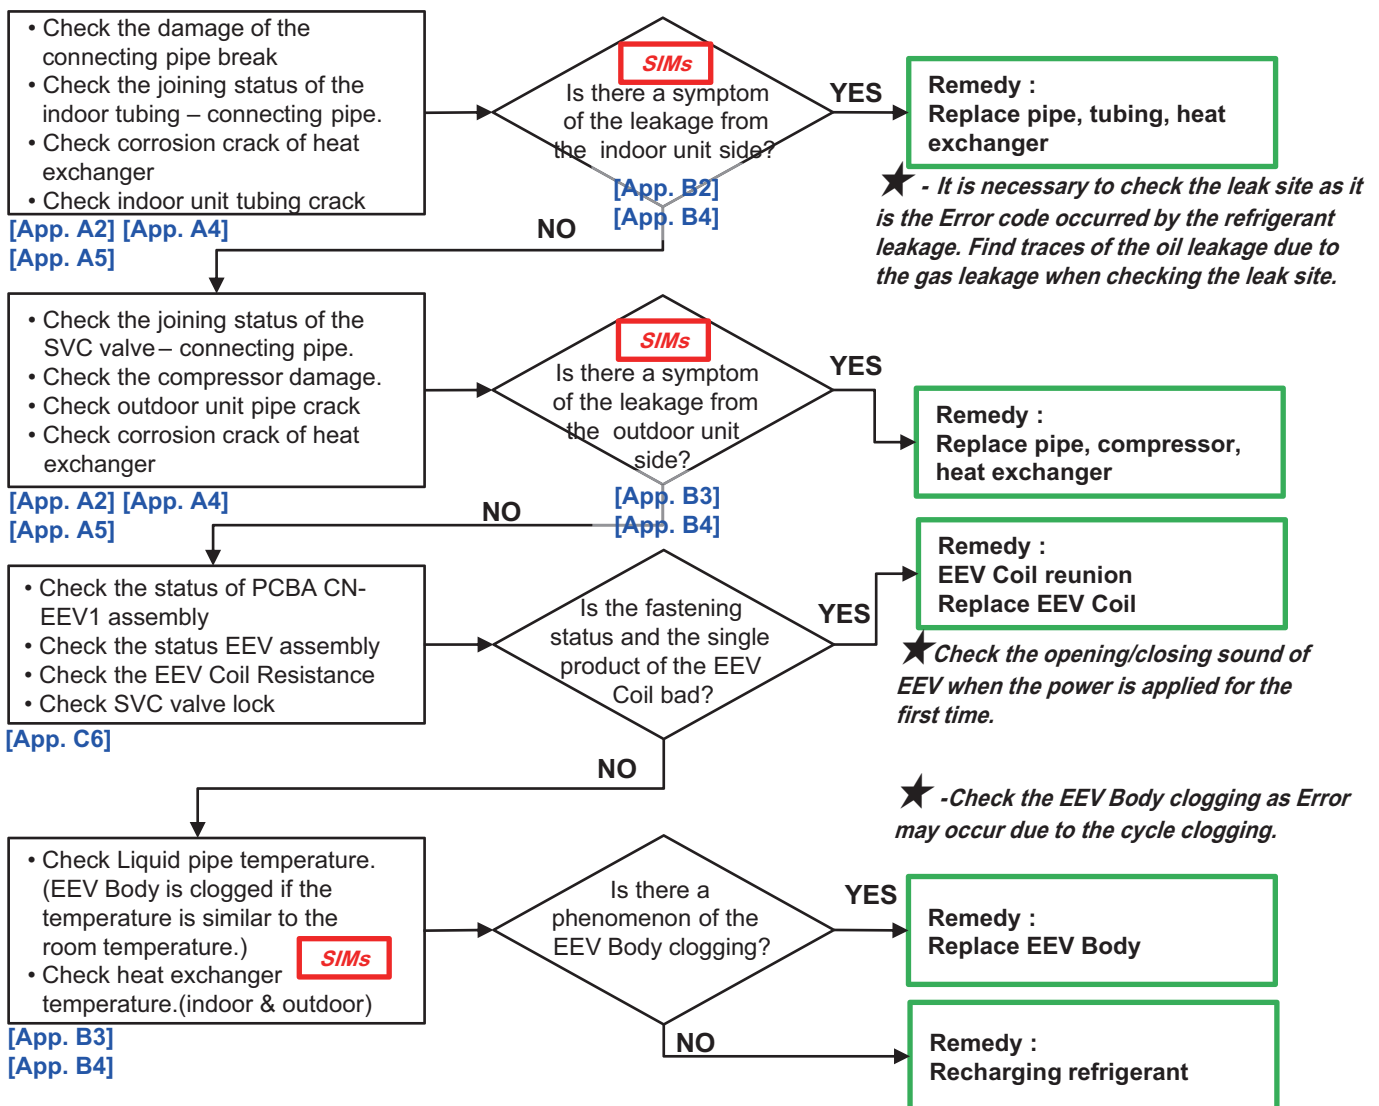 • Check the damage of the
connecting pipe break
• Check the joining status of the
indoor tubing – connecting pipe.
• Check corrosion crack of heat
exchanger
• Check indoor unit tubing crack
[App. A2] [App. A4]
[App. A5]
SIMs
Is there a symptom
of the leakage from
the indoor unit side?
[App. B2]
[App. B4]
YES
NO
Remedy :
Replace pipe, tubing, heat
exchanger
★ - It is necessary to check the leak site as it
is the Error code occurred by the refrigerant
leakage. Find traces of the oil leakage due to
the gas leakage when checking the leak site.
• Check the joining status of the
SVC valve – connecting pipe.
• Check the compressor damage.
• Check outdoor unit pipe crack
• Check corrosion crack of heat
exchanger
[App. A2] [App. A4]
[App. A5]
SIMs
Is there a symptom
of the leakage from
the outdoor unit
side?
[App. B3]
[App. B4]
YES
NO
Remedy :
Replace pipe, compressor,
heat exchanger
• Check the status of PCBA CN-
EEV1 assembly
• Check the status EEV assembly
• Check the EEV Coil Resistance
• Check SVC valve lock
[App. C6]
Is the fastening
status and the single
product of the EEV
Coil bad?
YES
NO
Remedy :
EEV Coil reunion
Replace EEV Coil
★Check the opening/closing sound of
EEV when the power is applied for the
first time.
★ -Check the EEV Body clogging as Error
may occur due to the cycle clogging.
• Check Liquid pipe temperature.
(EEV Body is clogged if the
temperature is similar to the
room temperature.)
SIMs
• Check heat exchanger
temperature.(indoor & outdoor)
[App. B3]
[App. B4]
Is there a
phenomenon of the
EEV Body clogging?
YES
NO
Remedy :
Replace EEV Body
Remedy :
Recharging refrigerant